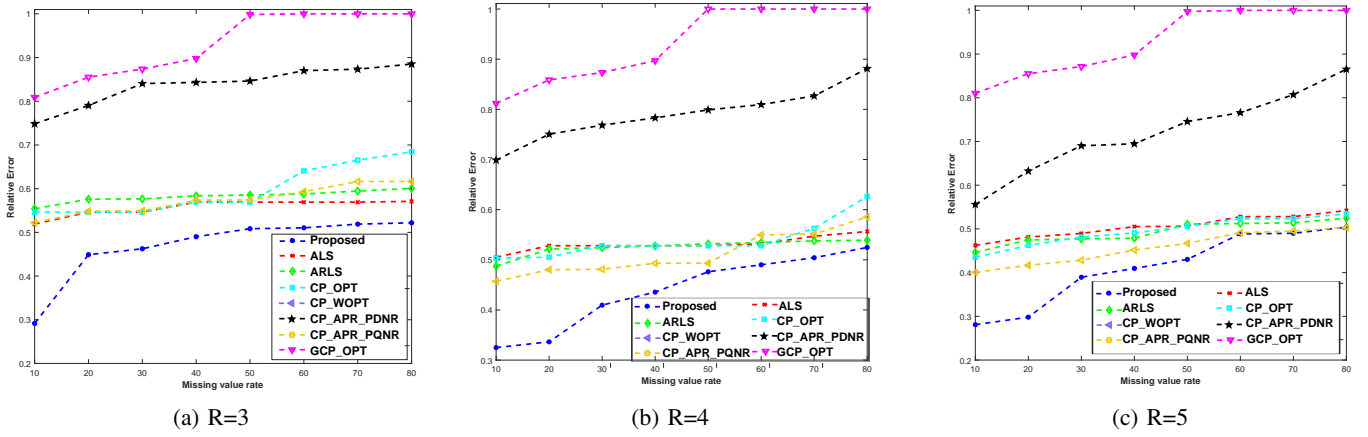 1
0.9
0.8
0.7
0.6
0.5
0.4
0.3
0.2
Relative Error
10 20 30 40 50 60 70 80
Missing value rate
Proposed
ALS
ARLS
CP_OPT
CP_WOPT
CP_APR_PDNR
CP_APR_PQNR
GCP_OPT
(a) R=3
1
0.9
0.8
0.7
0.6
0.5
0.4
0.3
Relative Error
10 20 30 40 50 60 70 80
Missing value rate
Proposed ALS
ARLS CP_OPT
CP_WOPT CP_APR_PDNR
CP_APR_PQNR GCP_OPT
(b) R=4
1
0.9
0.8
0.7
0.6
0.5
0.4
0.3
0.2
Relative Error
10 20 30 40 50 60 70 80
Missing value rate
Proposed ALS
ARLS CP_OPT
CP_WOPT CP_APR_PDNR
CP_APR_PQNR GCP_OPT
(c) R=5